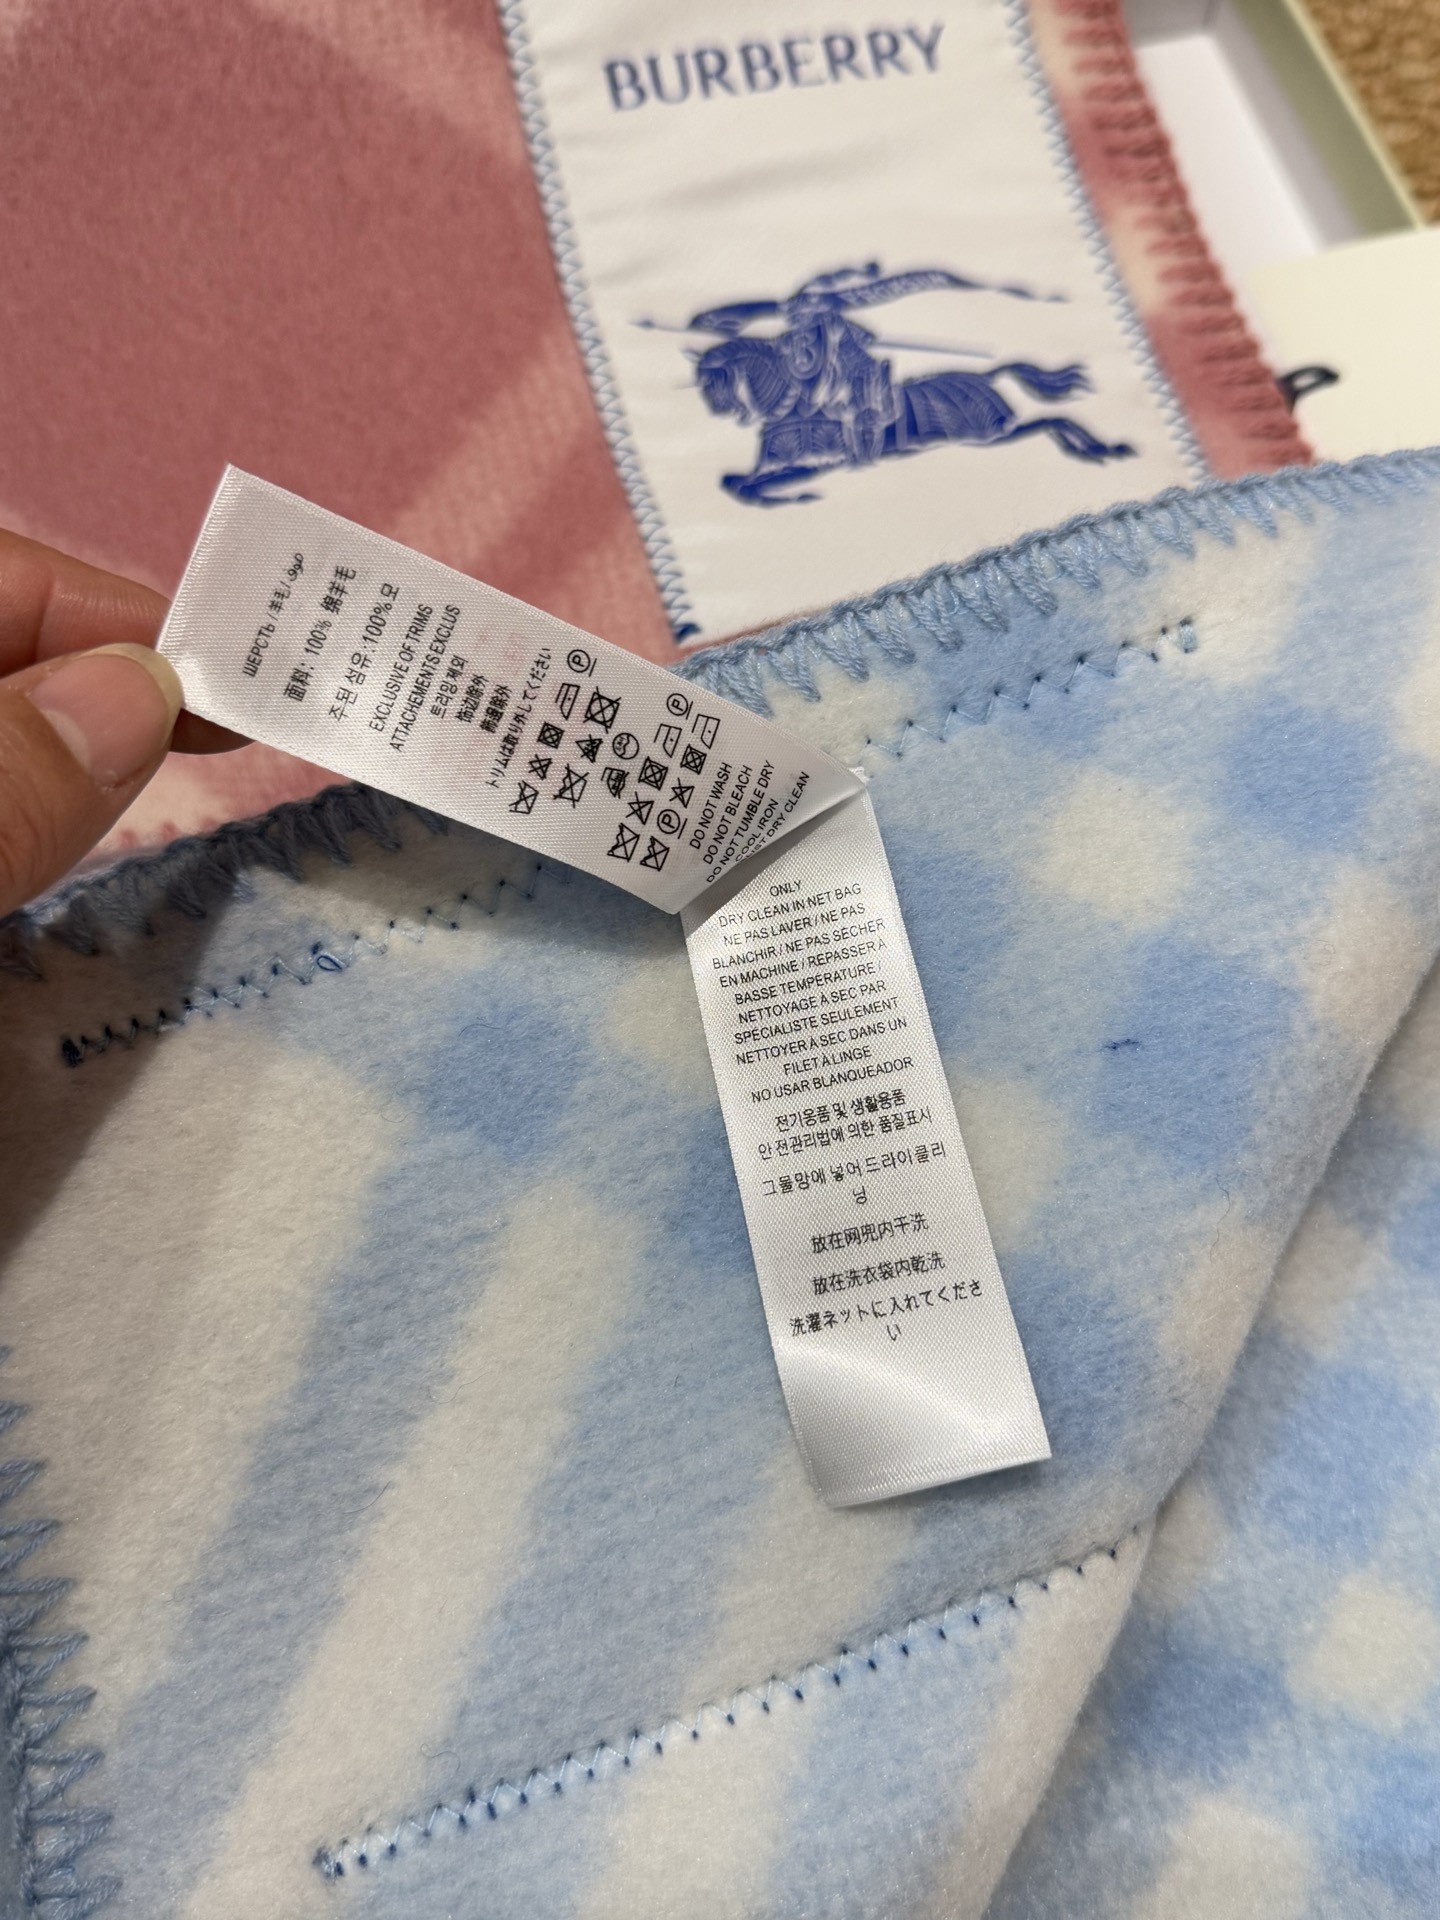 BURBERRY
ШЕРСТЬ / 羊毛 / صوف
面料：100% 绵羊毛
주된 섬유:100%모
EXCLUSIVE OF TRIMS
ATTACHEMENTS EXCLUS
트리밍 제외
饰边除外
飾邊除外
トリムは取り外してください
DO NOT WASH
DO NOT BLEACH
DO NOT TUMBLE DRY
COOL IRON
DRY CLEAN
ONLY
DRY CLEAN IN NET BAG
NE PAS LAVER / NE PAS
BLANCHIR / NE PAS SÉCHER
EN MACHINE / REPASSER À
BASSE TEMPERATURE /
NETTOYAGE À SEC PAR
SPÉCIALISTE SEULEMENT
NETTOYER À SEC DANS UN
FILET À LINGE
NO USAR BLANQUEADOR
전기용품 및 생활용품
안 전관리법에 의한 품질표시
그물망에 넣어 드라이 클리
닝
放在网兜内干洗
放在洗衣袋内乾洗
洗濯ネットに入れてくださ
い